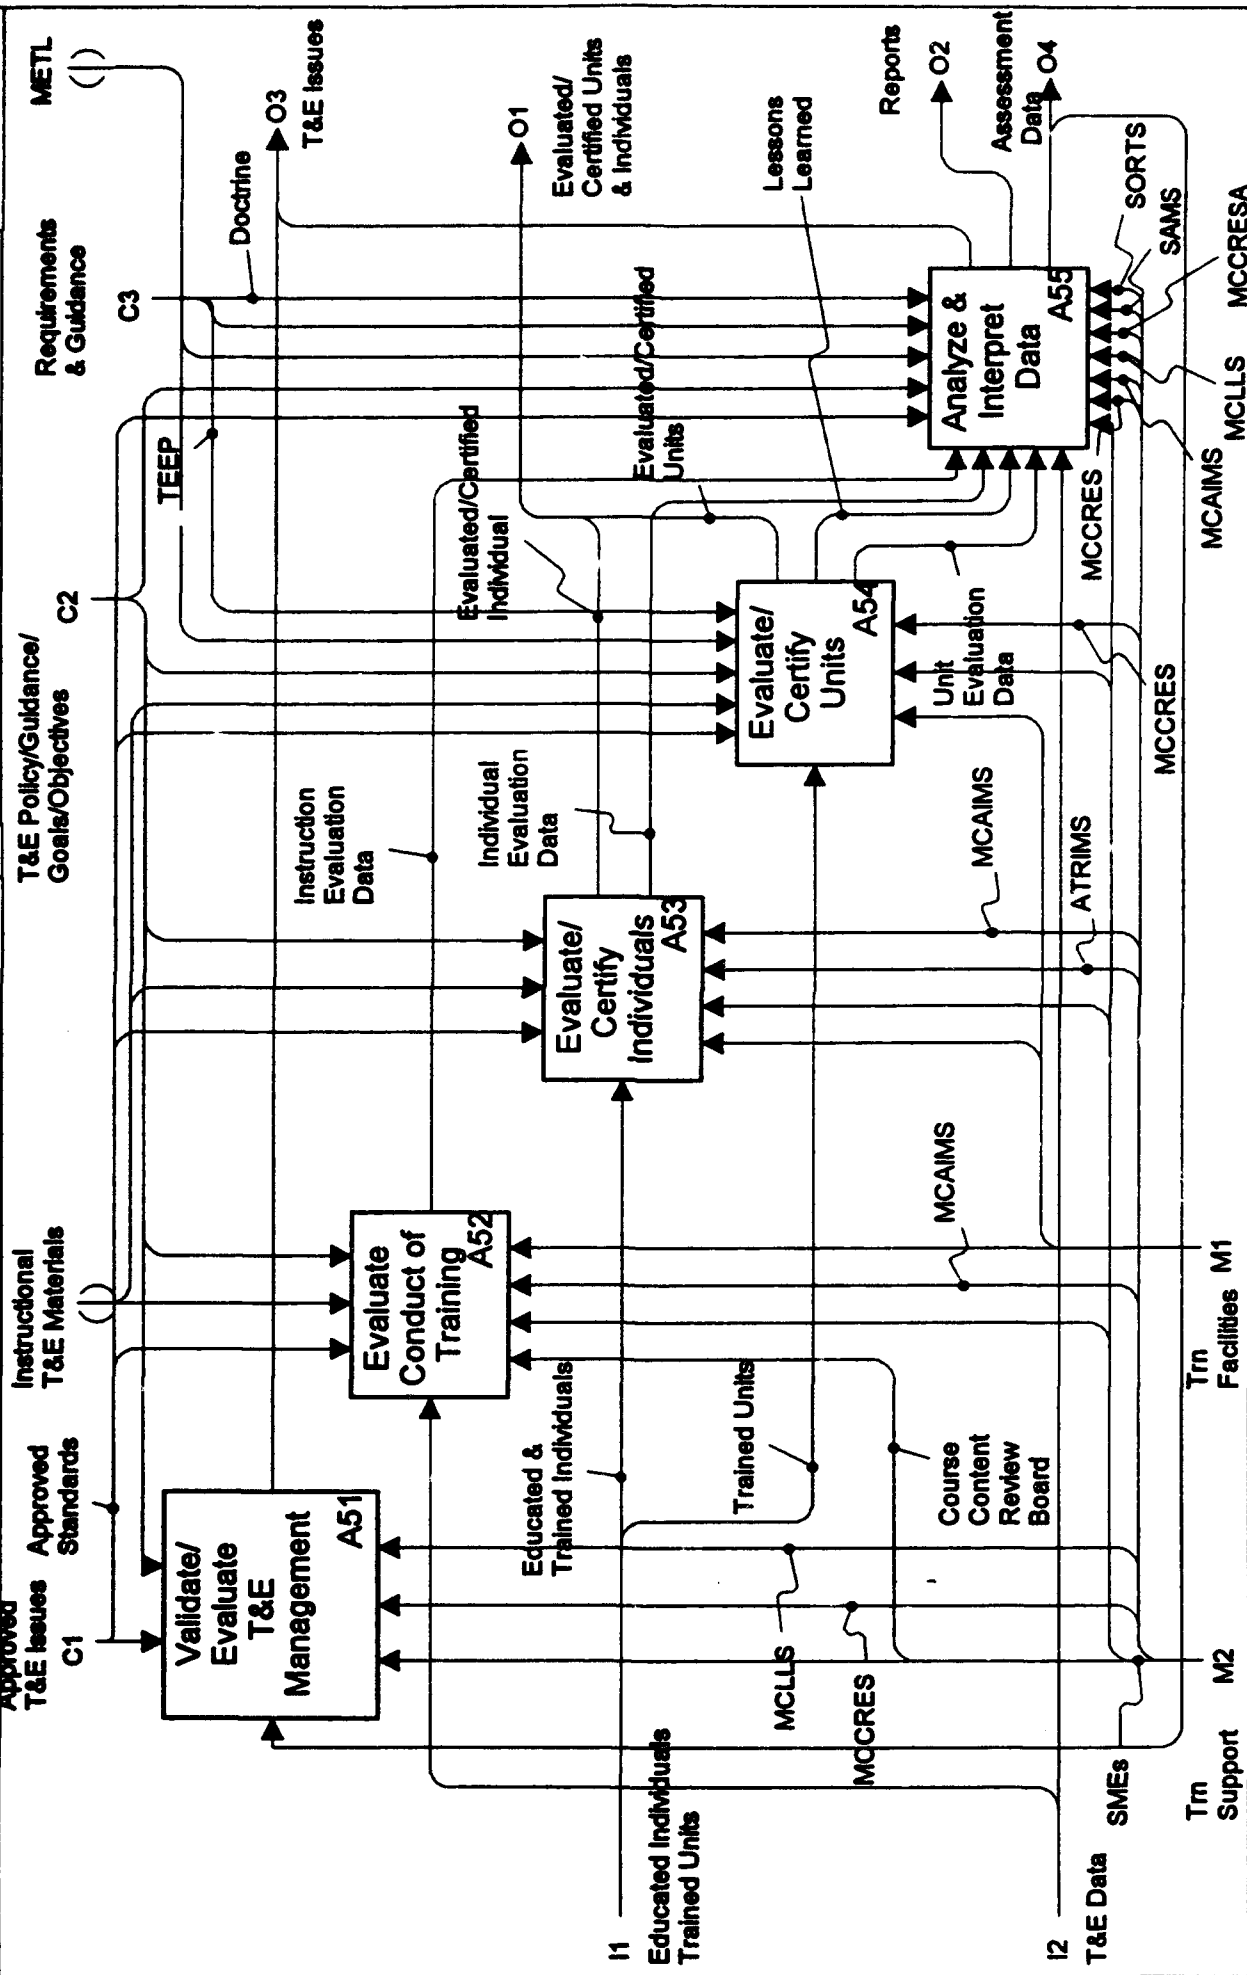 Approved
T&E Issues
C1
Approved
Standards
Instructional
T&E Materials
T&E Policy/Guidance/
Goals/Objectives
C2
Requirements
& Guidance
C3
METL
TEEP
Doctrine
O3
T&E Issues
O1
Evaluated/
Certified Units
& Individuals
Reports
O2
Assessment
Data
O4
Validate/
Evaluate
T&E
Management
A51
Evaluate
Conduct of
Training
A52
Instruction
Evaluation
Data
Evaluate/
Certify
Individuals
A53
Individual
Evaluation
Data
Evaluated/Certified
Individual
Evaluate/
Certify
Units
A54
Evaluated/Certified
Units
Lessons
Learned
Unit
Evaluation
Data
Analyze &
Interpret
Data
A55
I1
Educated Individuals
Trained Units
Educated &
Trained Individuals
Trained Units
MCLLS
MCCRES
Course
Content
Review
Board
MCAIMS
MCAIMS
ATRIMS
MCCRES
MCCRES
MCAIMS
MCLLS
MCCRESA
SAMS
SORTS
I2
T&E Data
SMEs
Trn
Support
M2
Trn
Facilities
M1